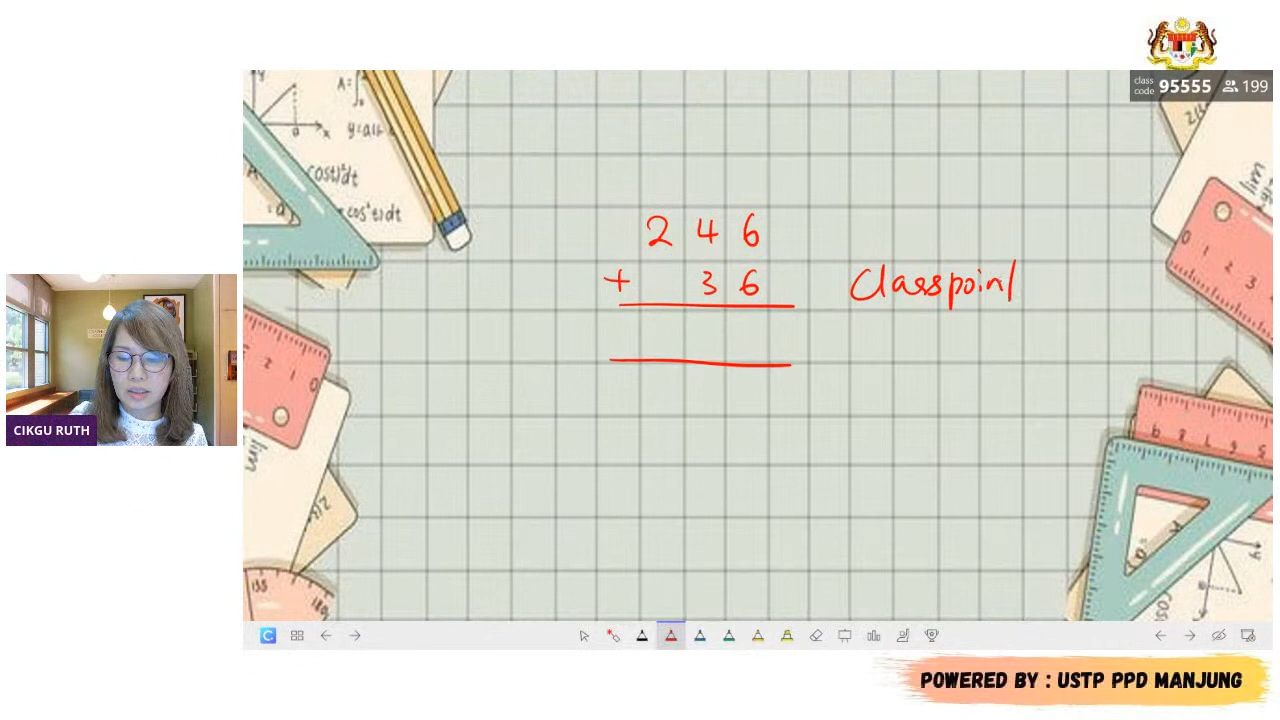 class code 95555 199
2 4 6
+ 3 6
Classpoint
CIKGU RUTH
POWERED BY : USTP PPD MANJUNG